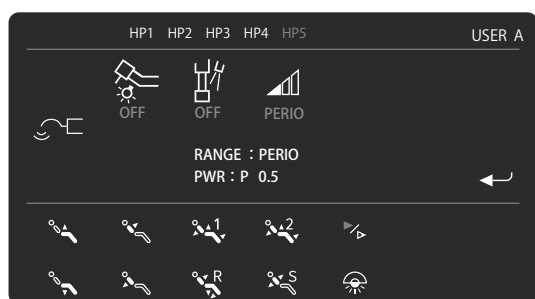 HP1 HP2 HP3 HP4 HP5 USER A
OFF OFF PERIO
RANGE : PERIO
PWR : P 0.5
1 2
R S